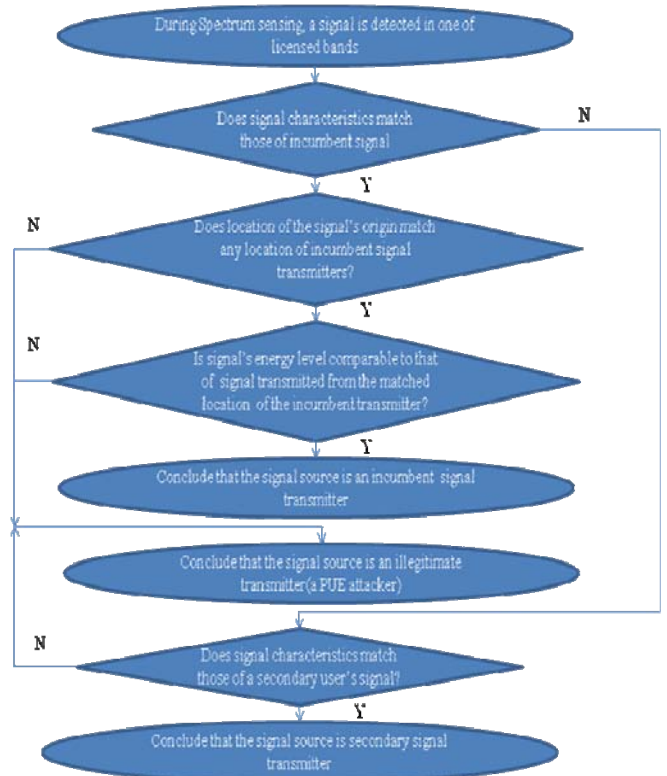 During Spectrum sensing, a signal is detected in one of
licensed bands
Does signal characteristics match
those of incumbent signal
N
Y
Does location of the signal's origin match
any location of incumbent signal
transmitters?
N
Y
Is signal's energy level comparable to that
of signal transmitted from the matched
location of the incumbent transmitter?
N
Y
Conclude that the signal source is an incumbent signal
transmitter
Conclude that the signal source is an illegitimate
transmitter(a PUE attacker)
Does signal characteristics match
those of a secondary user's signal?
N
Y
Conclude that the signal source is secondary signal
transmitter